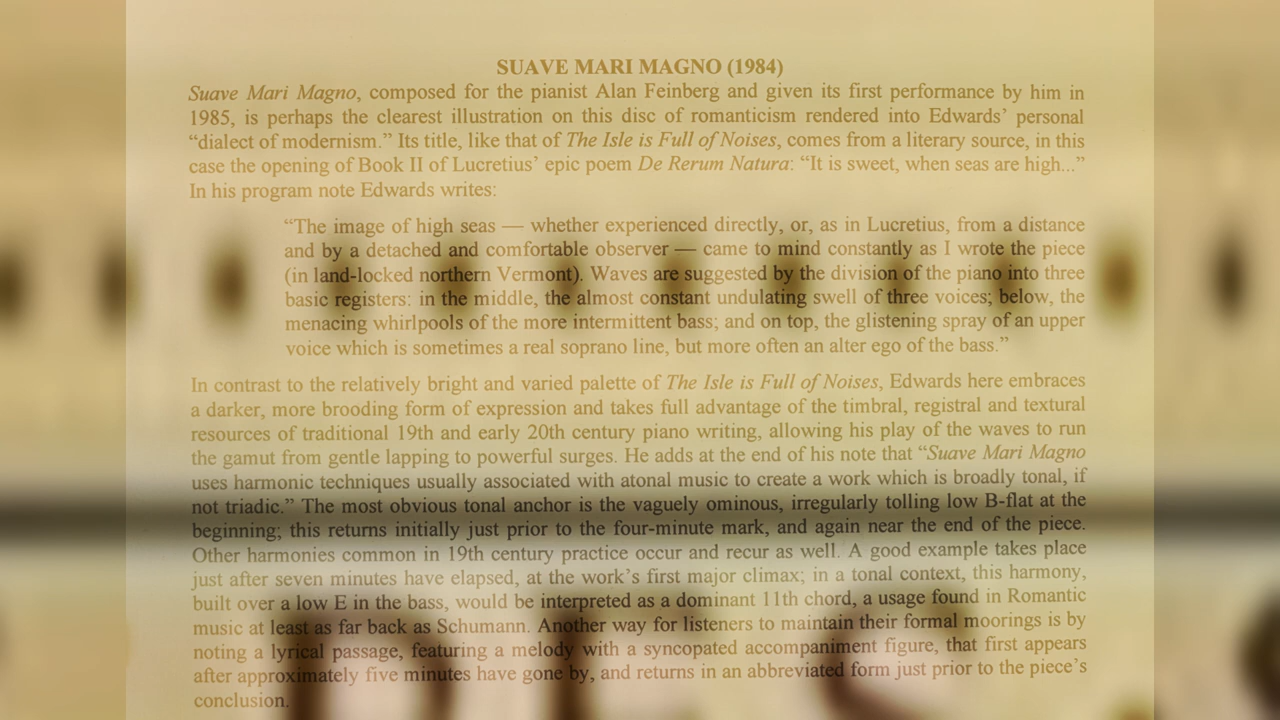 SUAVE MARI MAGNO (1984)
Suave Mari Magno, composed for the pianist Alan Feinberg and given its first performance by him in
1985, is perhaps the clearest illustration on this disc of romanticism rendered into Edwards’ personal
“dialect of modernism.” Its title, like that of The Isle is Full of Noises, comes from a literary source, in this
case the opening of Book II of Lucretius’ epic poem De Rerum Natura: “It is sweet, when seas are high...”
In his program note Edwards writes:
“The image of high seas — whether experienced directly, or, as in Lucretius, from a distance
and by a detached and comfortable observer — came to mind constantly as I wrote the piece
(in land-locked northern Vermont). Waves are suggested by the division of the piano into three
basic registers: in the middle, the almost constant undulating swell of three voices; below, the
menacing whirlpools of the more intermittent bass; and on top, the glistening spray of an upper
voice which is sometimes a real soprano line, but more often an alter ego of the bass.”
In contrast to the relatively bright and varied palette of The Isle is Full of Noises, Edwards here embraces
a darker, more brooding form of expression and takes full advantage of the timbral, registral and textural
resources of traditional 19th and early 20th century piano writing, allowing his play of the waves to run
the gamut from gentle lapping to powerful surges. He adds at the end of his note that “Suave Mari Magno
uses harmonic techniques usually associated with atonal music to create a work which is broadly tonal, if
not triadic.” The most obvious tonal anchor is the vaguely ominous, irregularly tolling low B-flat at the
beginning; this returns initially just prior to the four-minute mark, and again near the end of the piece.
Other harmonies common in 19th century practice occur and recur as well. A good example takes place
just after seven minutes have elapsed, at the work’s first major climax; in a tonal context, this harmony,
built over a low E in the bass, would be interpreted as a dominant 11th chord, a usage found in Romantic
music at least as far back as Schumann. Another way for listeners to maintain their formal moorings is by
noting a lyrical passage, featuring a melody with a syncopated accompaniment figure, that first appears
after approximately five minutes have gone by, and returns in an abbreviated form just prior to the piece’s
conclusion.